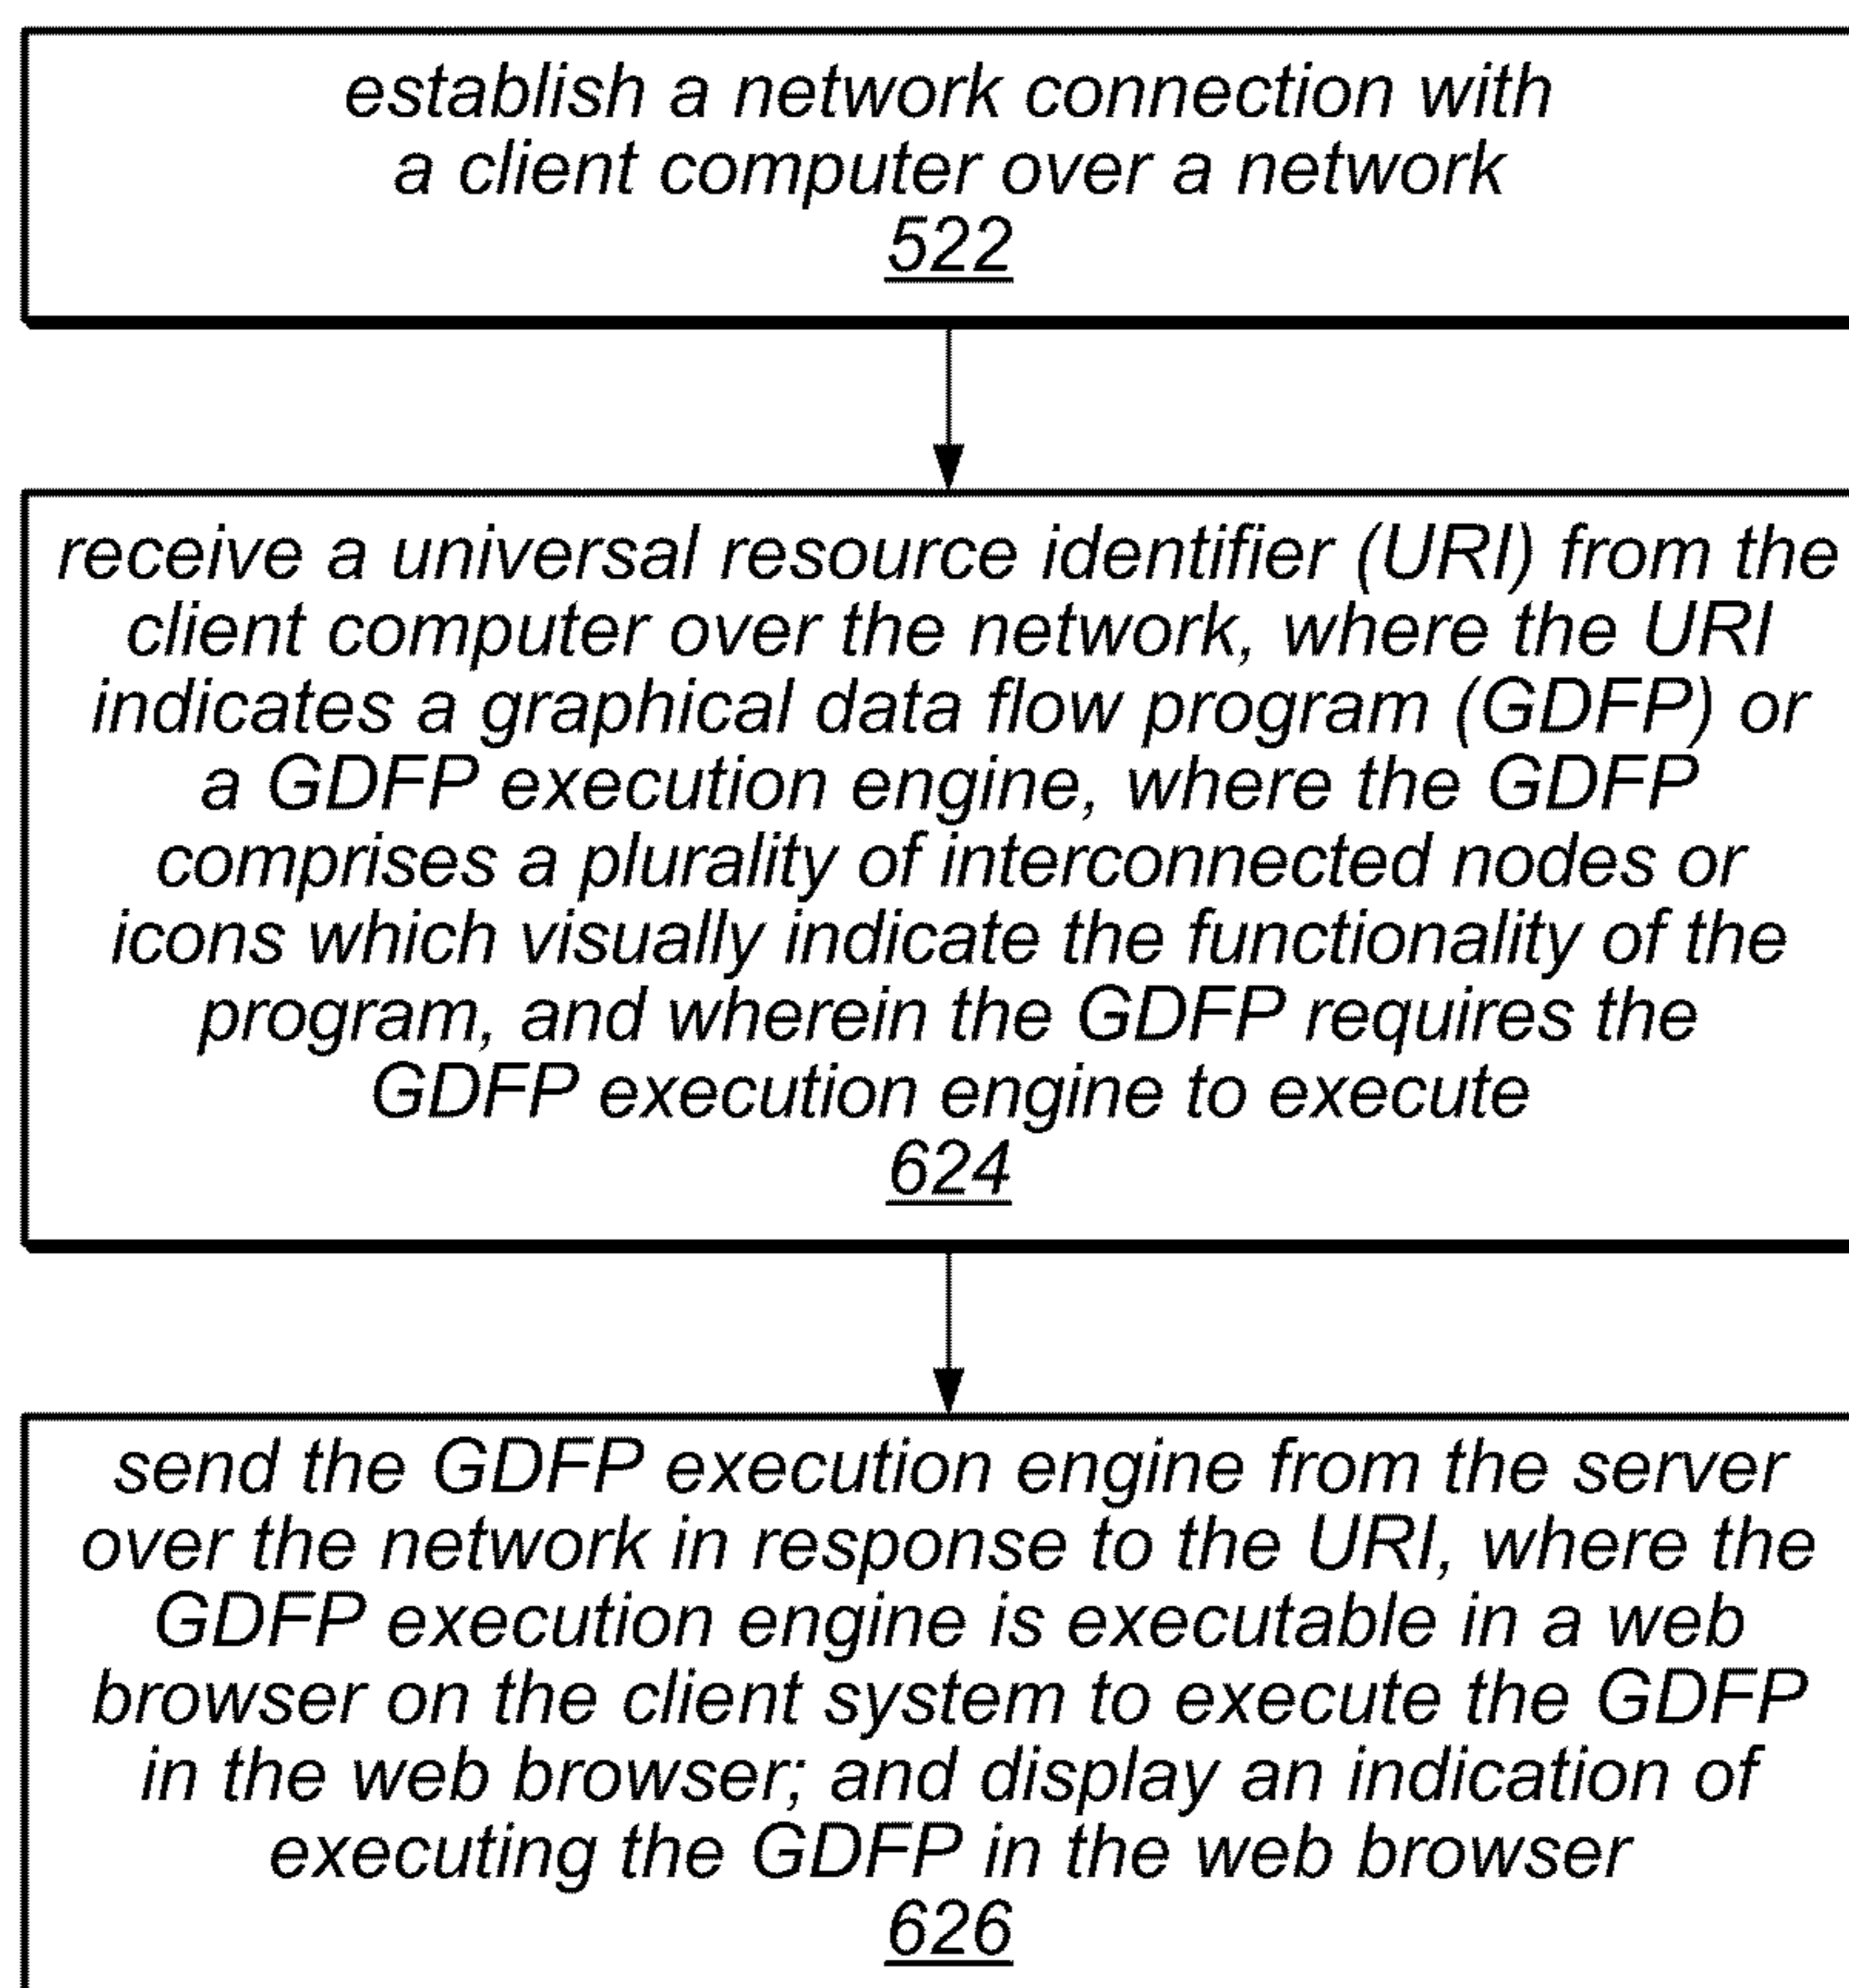 establish a network connection with
a client computer over a network
522
receive a universal resource identifier (URI) from the
client computer over the network, where the URI
indicates a graphical data flow program (GDFP) or
a GDFP execution engine, where the GDFP
comprises a plurality of interconnected nodes or
icons which visually indicate the functionality of the
program, and wherein the GDFP requires the
GDFP execution engine to execute
624
send the GDFP execution engine from the server
over the network in response to the URI, where the
GDFP execution engine is executable in a web
browser on the client system to execute the GDFP
in the web browser; and display an indication of
executing the GDFP in the web browser
626